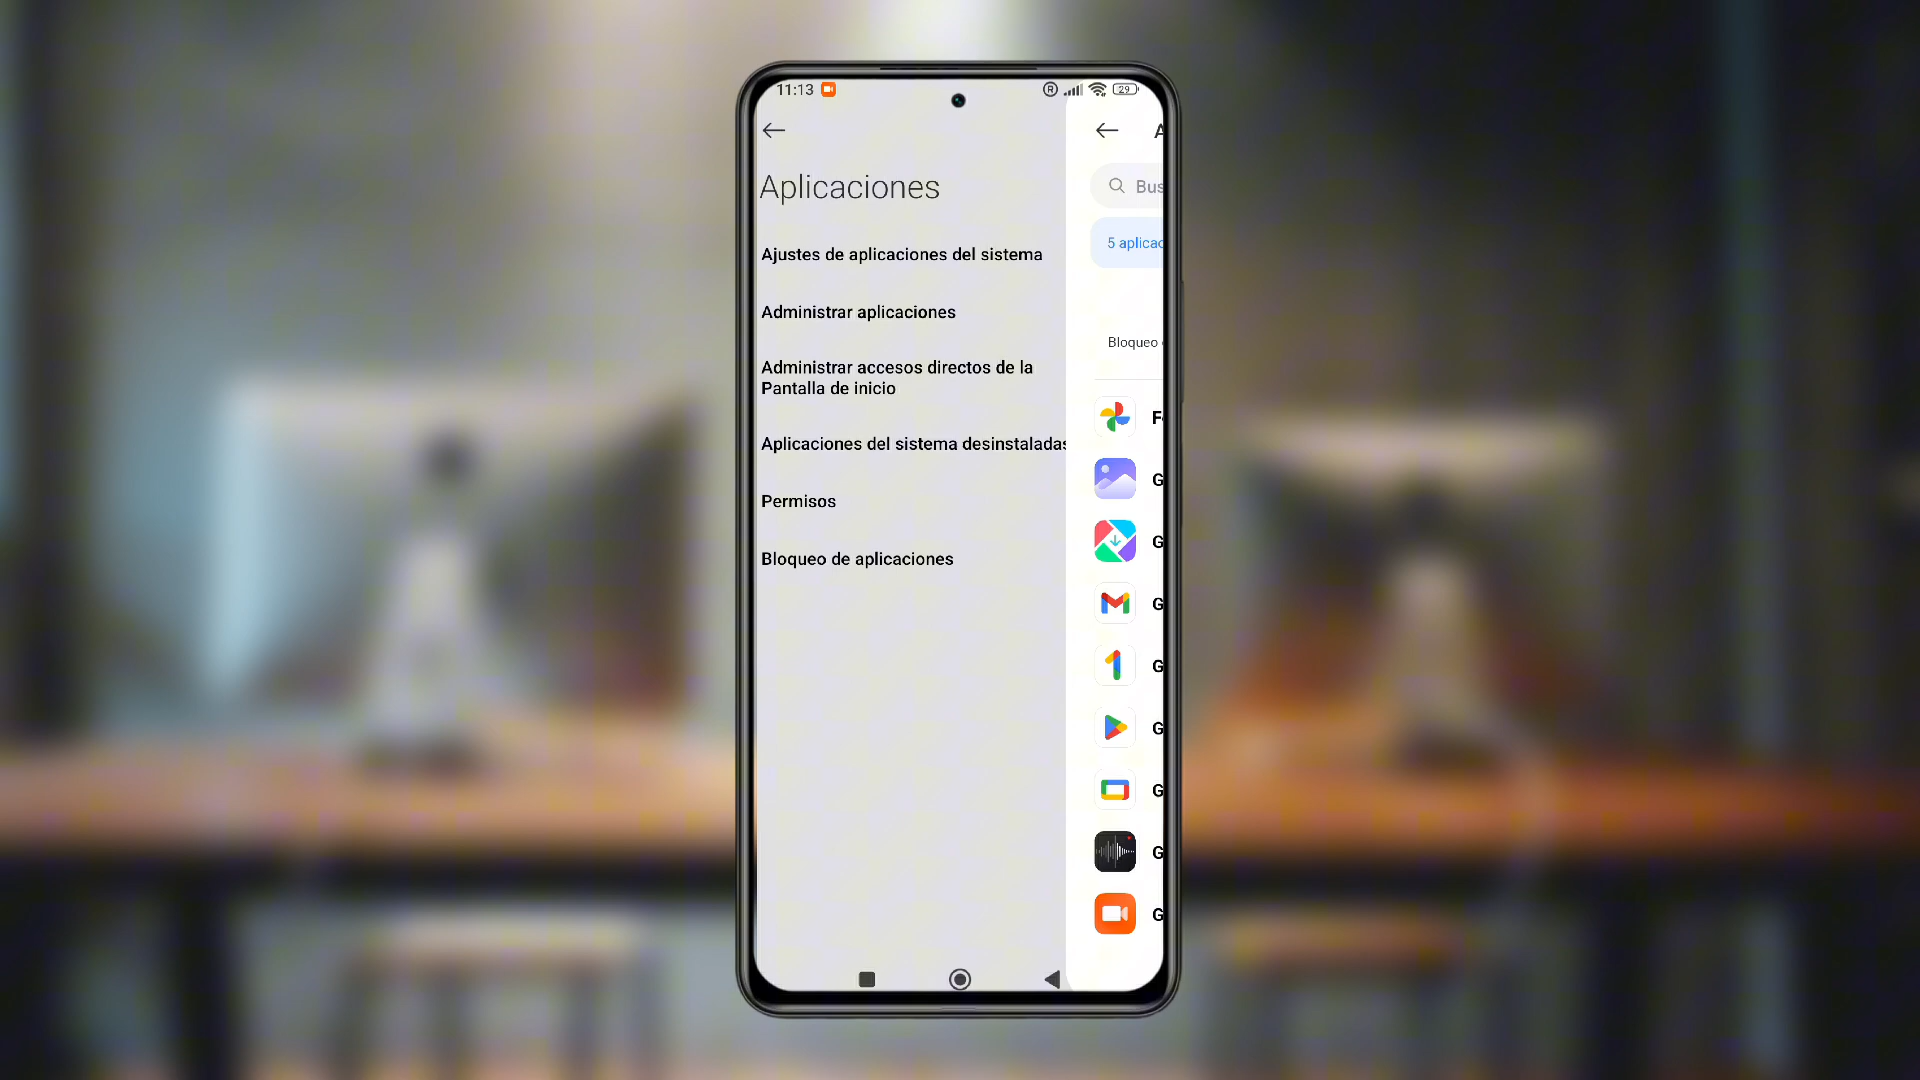 11:13
29
Aplicaciones
Ajustes de aplicaciones del sistema
Administrar aplicaciones
Administrar accesos directos de la
Pantalla de inicio
Aplicaciones del sistema desinstaladas
Permisos
Bloqueo de aplicaciones
A
Bus
5 aplicac
Bloqueo
F
G
G
G
G
G
G
G
G